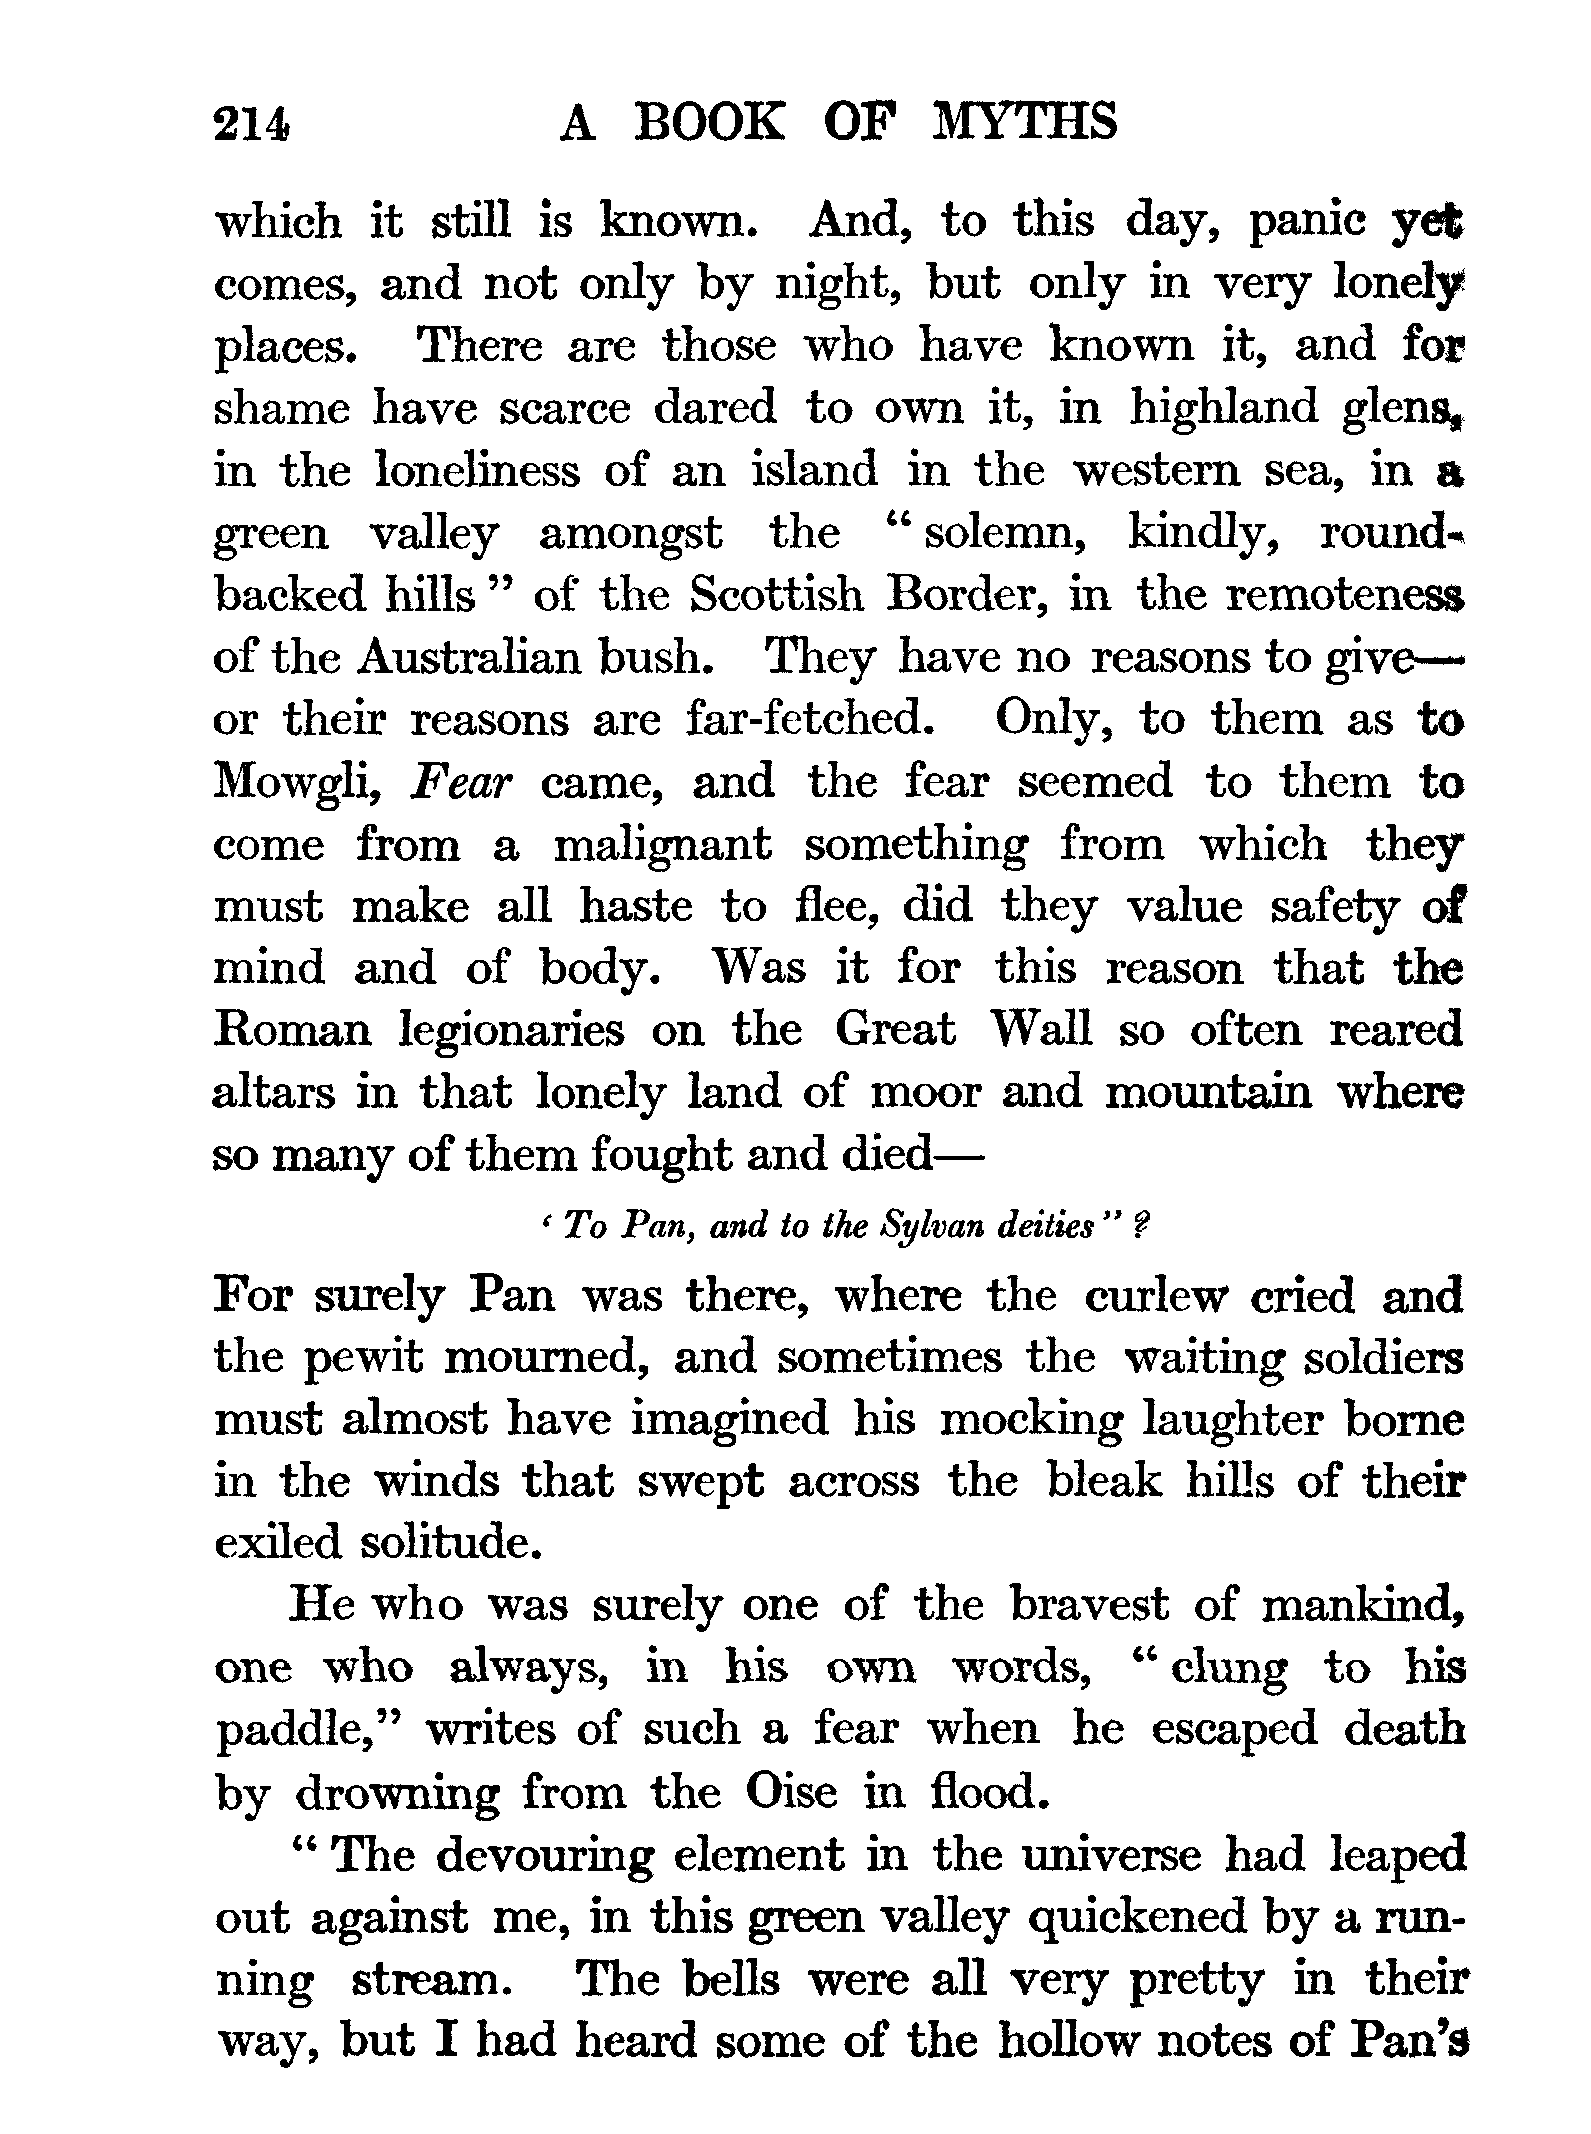 214 A BOOK OF MYTHS
which it still is known. And, to this day, panic yet
comes, and not only by night, but only in very lonely
places. There are those who have known it, and for
shame have scarce dared to own it, in highland glens,
in the loneliness of an island in the western sea, in a
green valley amongst the “ solemn, kindly, round-
backed hills ” of the Scottish Border, in the remoteness
of the Australian bush. They have no reasons to give—
or their reasons are far-fetched. Only, to them as to
Mowgli, Fear came, and the fear seemed to them to
come from a malignant something from which they
must make all haste to flee, did they value safety of
mind and of body. Was it for this reason that the
Roman legionaries on the Great Wall so often reared
altars in that lonely land of moor and mountain where
so many of them fought and died—
‘ To Pan, and to the Sylvan deities ” ?
For surely Pan was there, where the curlew cried and
the pewit mourned, and sometimes the waiting soldiers
must almost have imagined his mocking laughter borne
in the winds that swept across the bleak hills of their
exiled solitude.
He who was surely one of the bravest of mankind,
one who always, in his own words, “ clung to his
paddle,” writes of such a fear when he escaped death
by drowning from the Oise in flood.
“ The devouring element in the universe had leaped
out against me, in this green valley quickened by a run-
ning stream. The bells were all very pretty in their
way, but I had heard some of the hollow notes of Pan’s